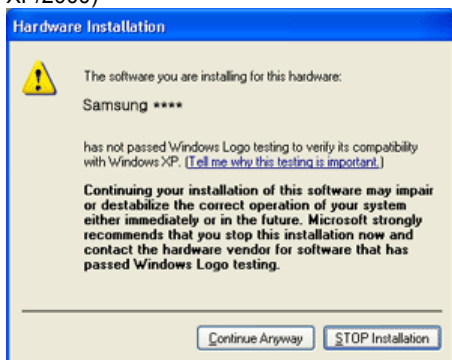 XP/2000)
Hardware Installation
The software you are installing for this hardware:
Samsung ****
has not passed Windows Logo testing to verify its compatibility
with Windows XP. (Tell me why this testing is important.)
Continuing your installation of this software may impair
or destabilize the correct operation of your system
either immediately or in the future. Microsoft strongly
recommends that you stop this installation now and
contact the hardware vendor for software that has
passed Windows Logo testing.
Continue Anyway
STOP Installation